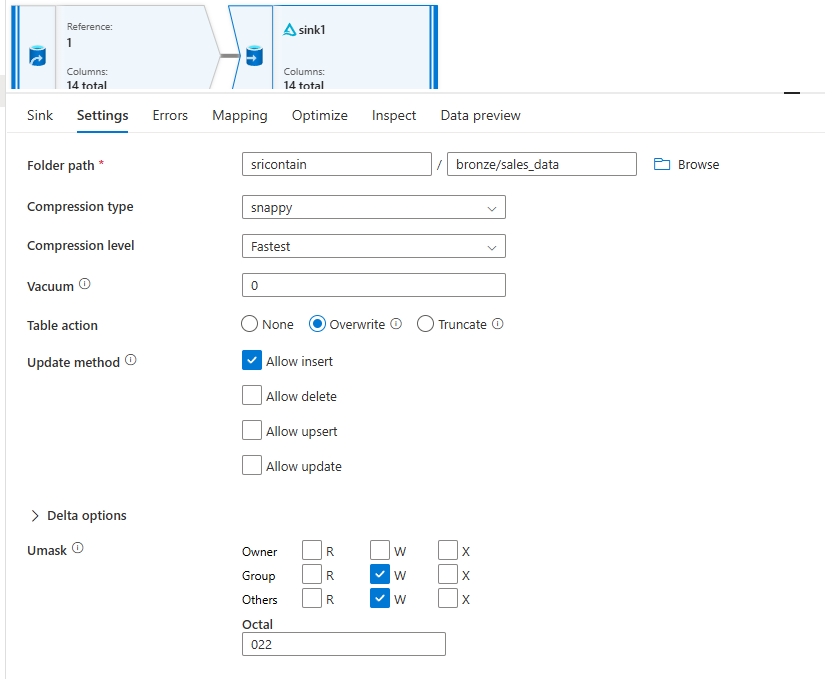 Reference:
1
Columns:
14 total
sink1
Columns:
14 total
Sink Settings Errors Mapping Optimize Inspect Data preview
Folder path * sricontain / bronze/sales_data Browse
Compression type snappy
Compression level Fastest
Vacuum 0
Table action None Overwrite Truncate
Update method Allow insert
Allow delete
Allow upsert
Allow update
Delta options
Umask Owner R W X
Group R W X
Others R W X
Octal
022